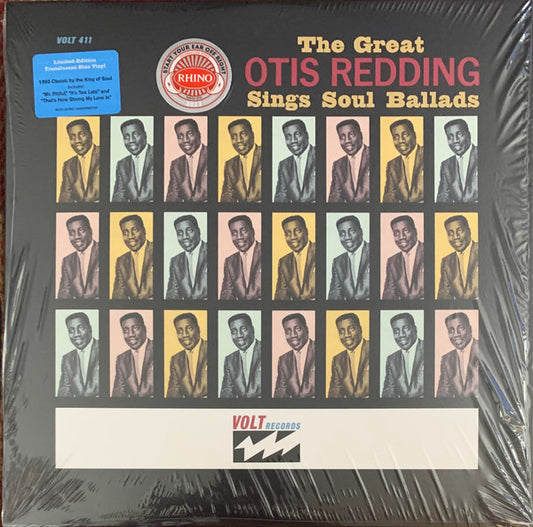 VOLT 411
Limited Edition
Translucent Blue Vinyl
1965 Classic by the King of Soul
Includes:
"Mr. Pitiful," "It's Too Late" and
"That's How Strong My Love Is"
START YOUR EAR OFF RIGHT
RHINO
2023
The Great
OTIS REDDING
Sings Soul Ballads
VOLT RECORDS